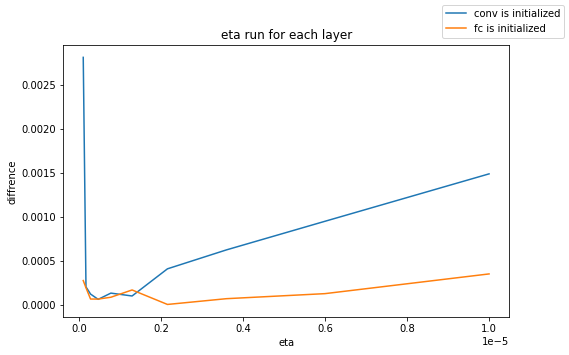 conv is initialized
fc is initialized
eta run for each layer
diffrence
0.0025
0.0020
0.0015
0.0010
0.0005
0.0000
0.0
0.2
0.4
0.6
0.8
1.0
1e−5
eta